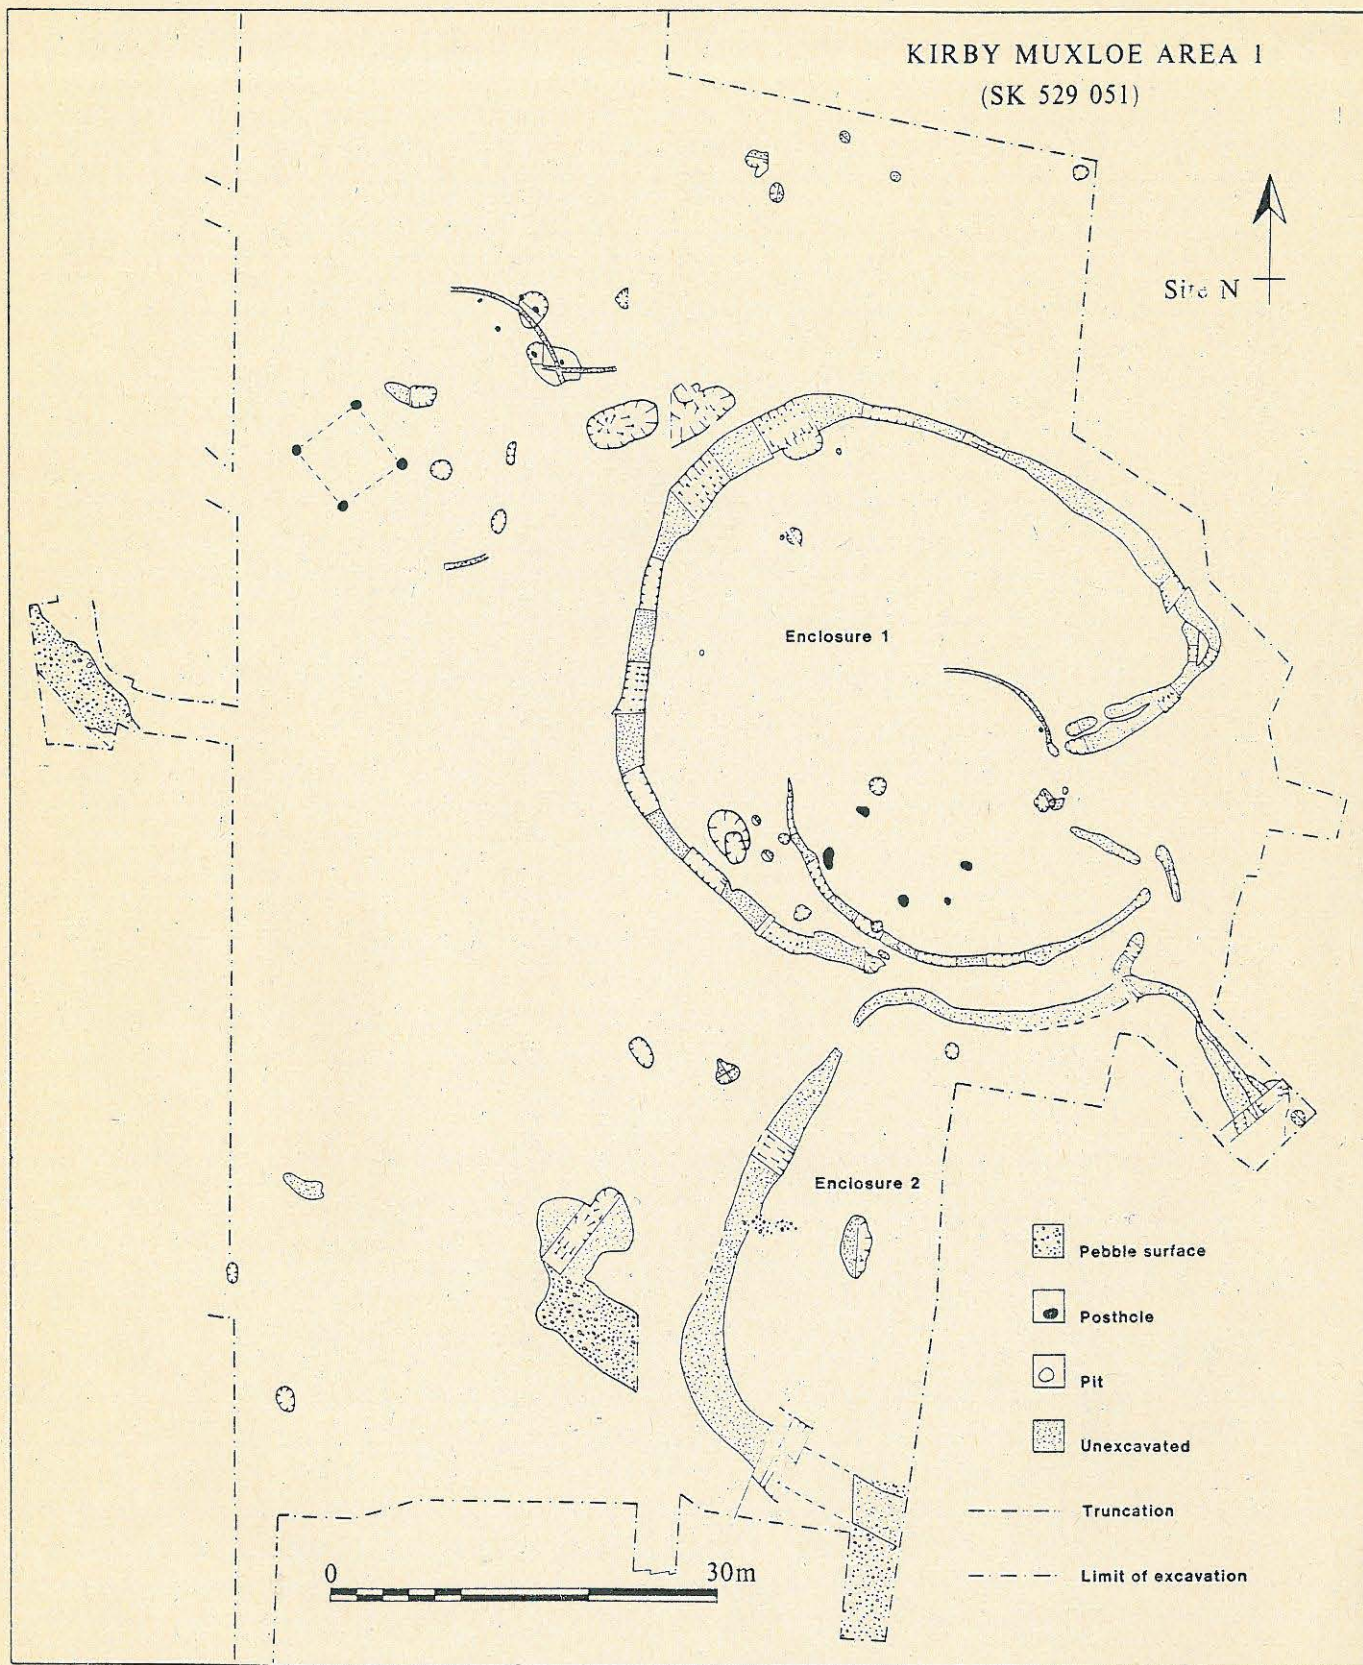 KIRBY MUXLOE AREA 1
(SK 529 051)
Site N
Enclosure 1
Enclosure 2
Pebble surface
Posthole
Pit
Unexcavated
Truncation
Limit of excavation
0 30m